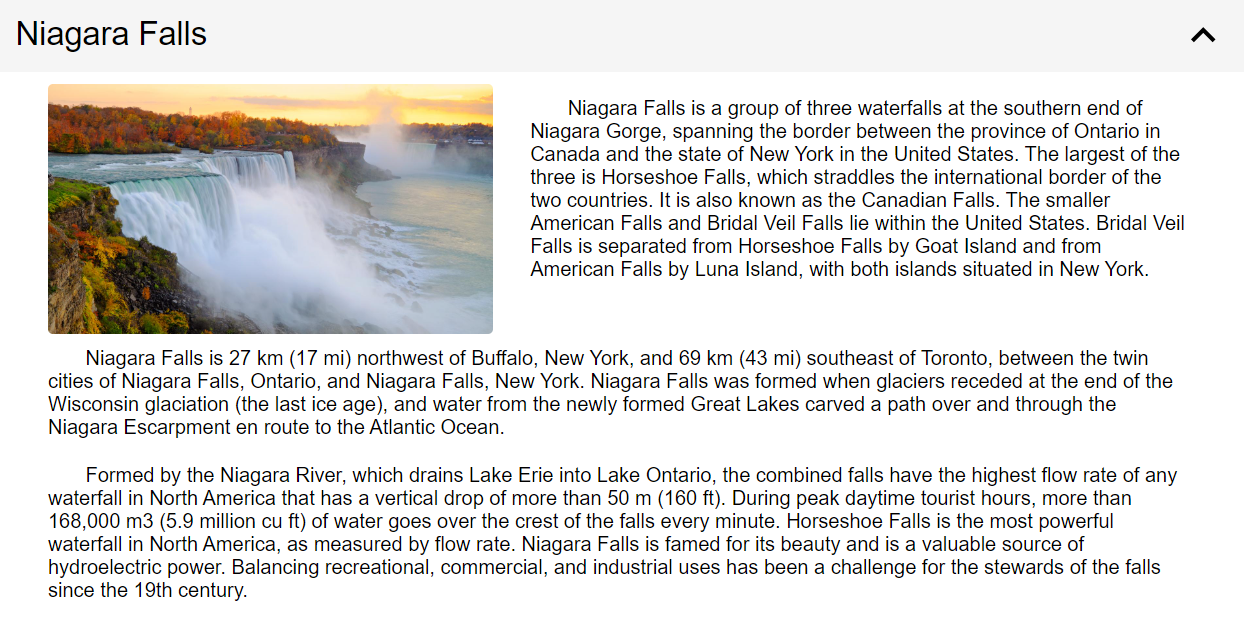 Niagara Falls
Niagara Falls is a group of three waterfalls at the southern end of
Niagara Gorge, spanning the border between the province of Ontario in
Canada and the state of New York in the United States. The largest of the
three is Horseshoe Falls, which straddles the international border of the
two countries. It is also known as the Canadian Falls. The smaller
American Falls and Bridal Veil Falls lie within the United States. Bridal Veil
Falls is separated from Horseshoe Falls by Goat Island and from
American Falls by Luna Island, with both islands situated in New York.
Niagara Falls is 27 km (17 mi) northwest of Buffalo, New York, and 69 km (43 mi) southeast of Toronto, between the twin
cities of Niagara Falls, Ontario, and Niagara Falls, New York. Niagara Falls was formed when glaciers receded at the end of the
Wisconsin glaciation (the last ice age), and water from the newly formed Great Lakes carved a path over and through the
Niagara Escarpment en route to the Atlantic Ocean.
Formed by the Niagara River, which drains Lake Erie into Lake Ontario, the combined falls have the highest flow rate of any
waterfall in North America that has a vertical drop of more than 50 m (160 ft). During peak daytime tourist hours, more than
168,000 m3 (5.9 million cu ft) of water goes over the crest of the falls every minute. Horseshoe Falls is the most powerful
waterfall in North America, as measured by flow rate. Niagara Falls is famed for its beauty and is a valuable source of
hydroelectric power. Balancing recreational, commercial, and industrial uses has been a challenge for the stewards of the falls
since the 19th century.